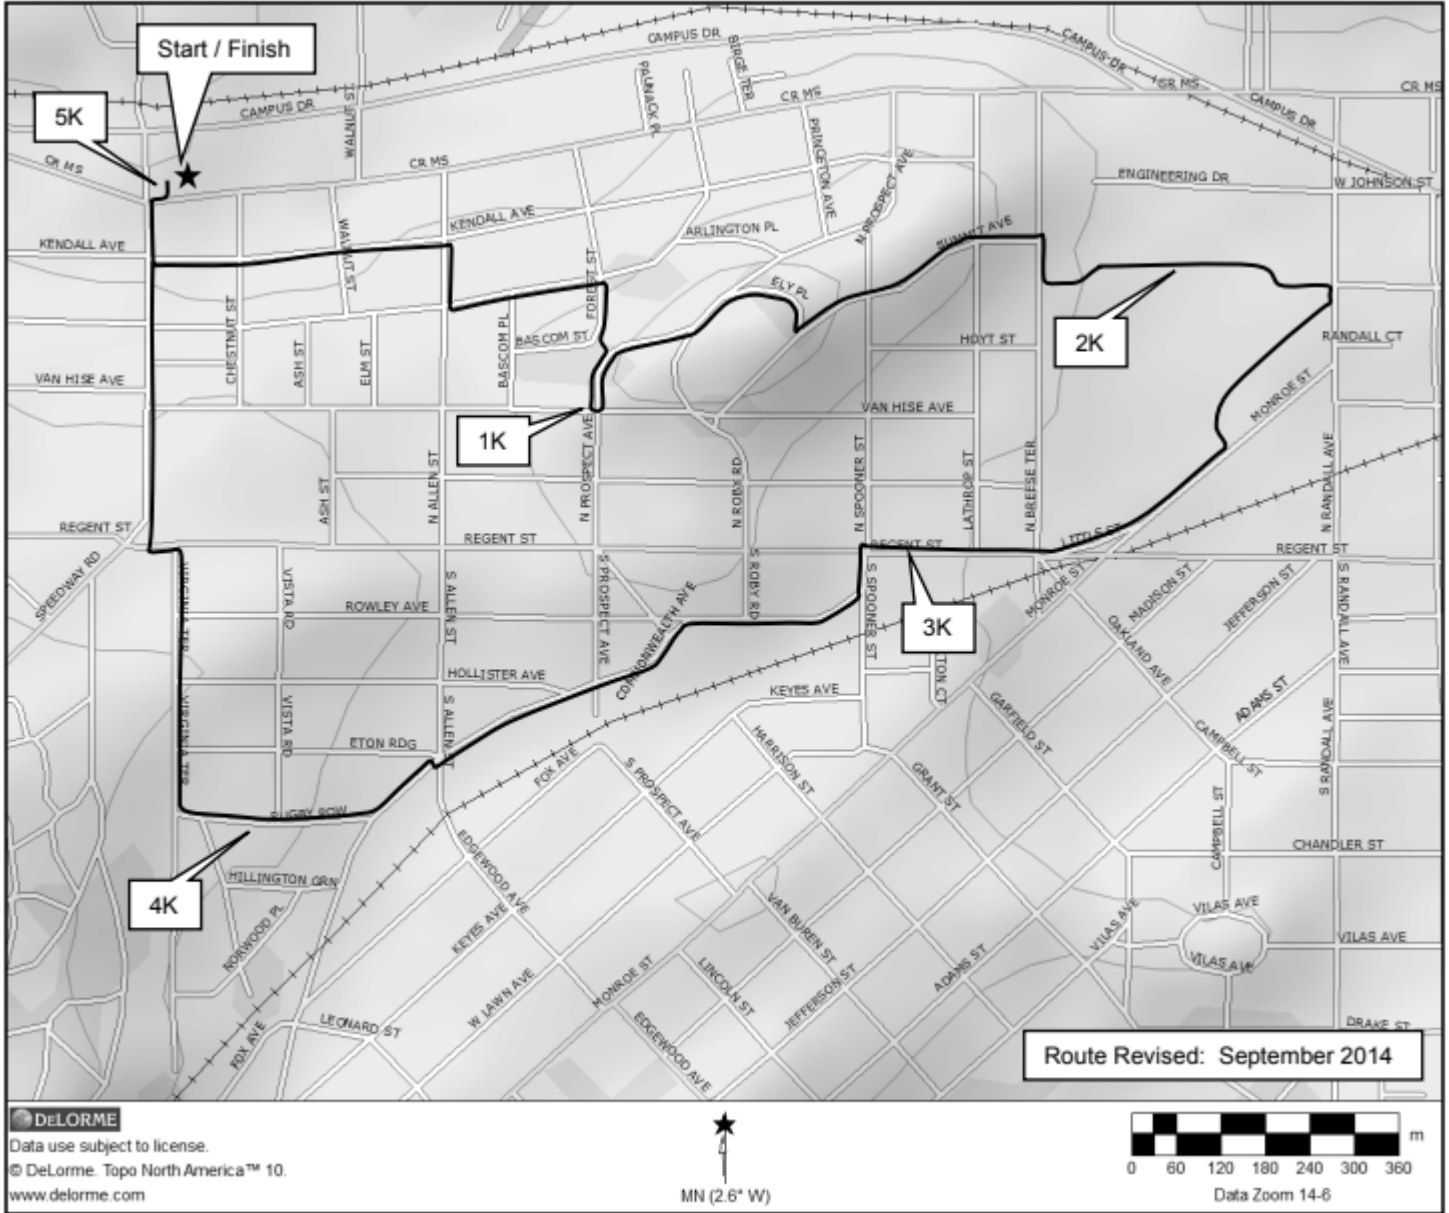 CAMPUS DR
BIRGE TER
CAMPUS DR
Start / Finish
PAUNACK PL
CR MS
CR MS
CR MS
5K
CAMPUS DR
WALNUT ST
CAMPUS DR
PRINCETON AVE
CR MS
CR MS
ENGINEERING DR
W JOHNSON ST
N PROSPECT AVE
KENDALL AVE
WALNUT ST
ARLINGTON PL
SUMMIT AVE
KENDALL AVE
FOREST ST
ELY PL
2K
RANDALL CT
CHESTNUT ST
ASH ST
ELM ST
BASCOM PL
BASCOM ST
HOYT ST
VAN HISE AVE
MONROE ST
VAN HISE AVE
1K
N PROSPECT AVE
N ALLEN ST
ASH ST
N ROBY RD
N SPOONER ST
LATHROP ST
N BREESE TER
N RANDALL AVE
REGENT ST
REGENT ST
REGENT ST
REGENT ST
SPEEDWAY RD
VIRGINIA TER
VISTA RD
ROWLEY AVE
S ALLEN ST
S PROSPECT AVE
COMMONWEALTH AVE
S ROBY RD
S SPOONER ST
3K
MONROE ST
MADISON ST
JEFFERSON ST
OAKLAND AVE
S RANDALL AVE
HOLLISTER AVE
KEYES AVE
TON CT
GARFIELD ST
ADAMS ST
VIRGINIA TER
VISTA RD
ETON RDG
S ALLEN ST
FOX AVE
S PROSPECT AVE
HARRISON ST
GRANT ST
CAMPBELL ST
S RANDALL AVE
RUGBY ROW
CAMPBELL ST
CHANDLER ST
4K
HILLINGTON GRN
EDGEWOOD AVE
NORWOOD PL
KEYES AVE
VAN BUREN ST
VILAS AVE
VILAS AVE
VILAS AVE
VILAS AVE
W LAWN AVE
MONROE ST
LINCOLN ST
JEFFERSON ST
ADAMS ST
FOX AVE
LEONARD ST
EDGEWOOD AVE
DRAKE ST
Route Revised: September 2014
DELORME
Data use subject to license.
© DeLorme. Topo North America™ 10.
www.delorme.com
MN (2.6° W)
m
0 60 120 180 240 300 360
Data Zoom 14-6